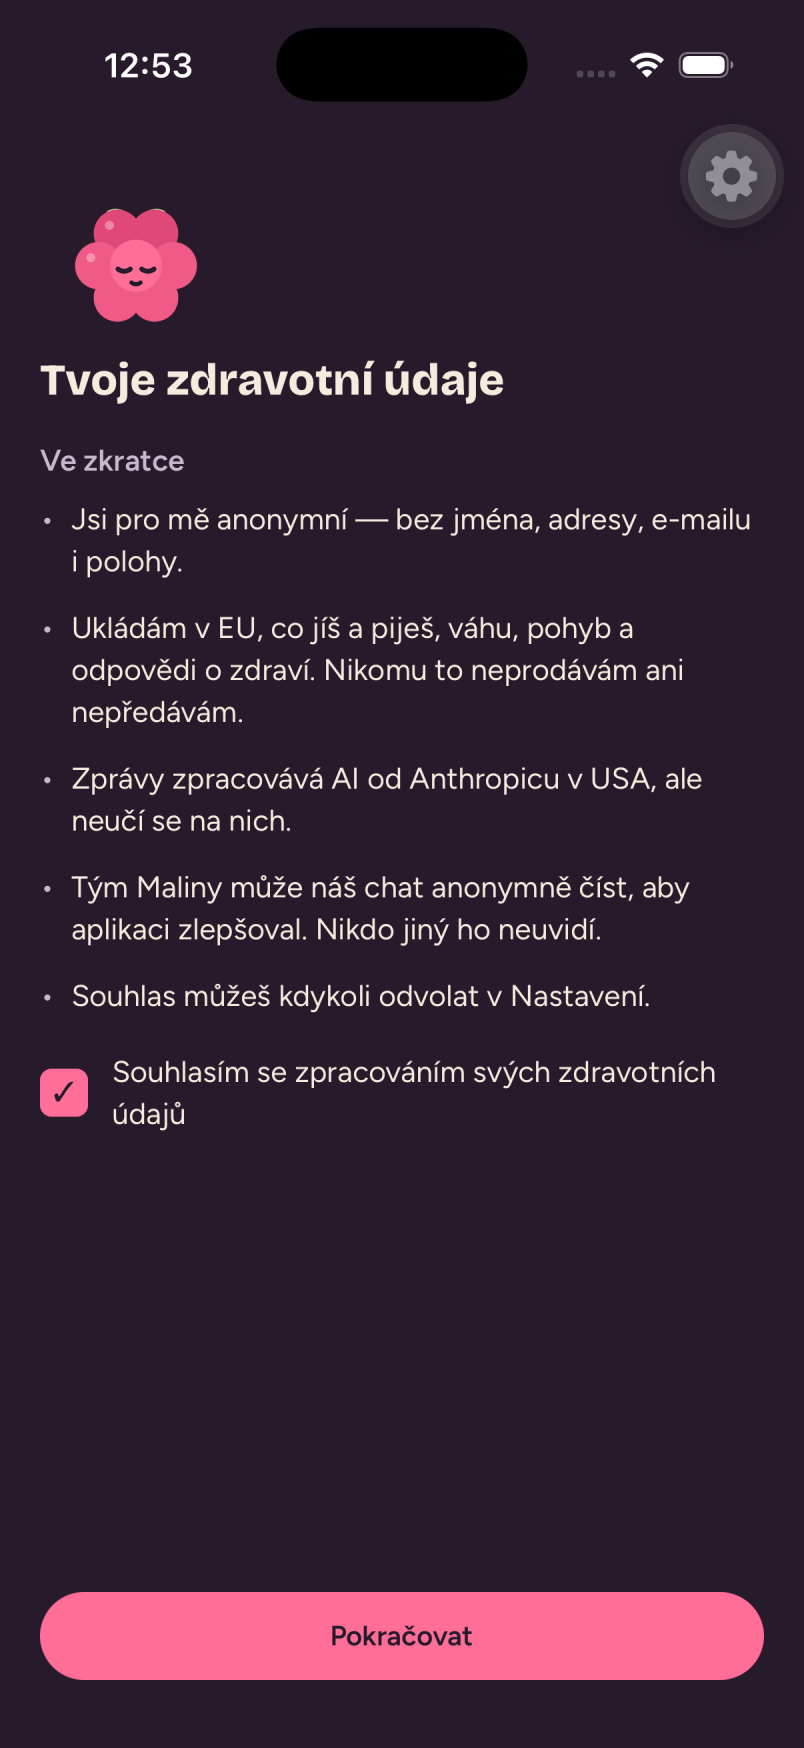 12:53
Tvoje zdravotní údaje
Ve zkratce
• Jsi pro mě anonymní — bez jména, adresy, e-mailu
i polohy.
• Ukládám v EU, co jíš a piješ, váhu, pohyb a
odpovědi o zdraví. Nikomu to neprodávám ani
nepředávám.
• Zprávy zpracovává AI od Anthropicu v USA, ale
neučí se na nich.
• Tým Maliny může náš chat anonymně číst, aby
aplikaci zlepšoval. Nikdo jiný ho neuvidí.
• Souhlas můžeš kdykoli odvolat v Nastavení.
✓ Souhlasím se zpracováním svých zdravotních
údajů
Pokračovat